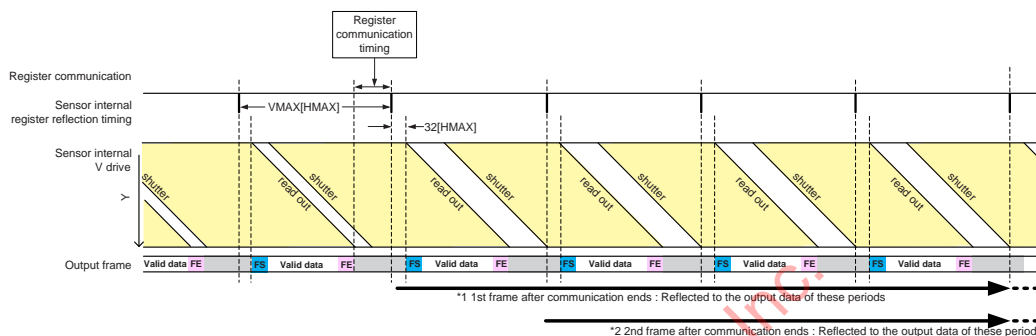 Register
communication
timing
Register communication
Sensor internal
register reflection timing
VMAX[HMAX]
32[HMAX]
Sensor internal
V drive
Y
shutter
read out
shutter
read out
shutter
read out
shutter
read out
shutter
read out
shutter
Output frame
Valid data FE
FS Valid data FE
FS Valid data FE
FS Valid data FE
FS Valid data FE
FS Valid data FE
*1 1st frame after communication ends : Reflected to the output data of these periods
*2 2nd frame after communication ends : Reflected to the output data of these period
Inc.